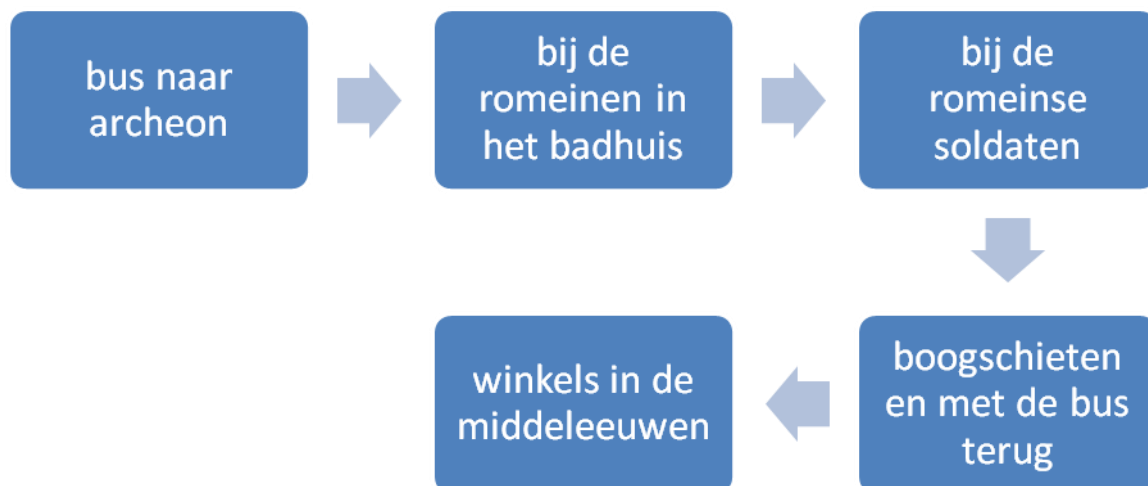 bus naar
archeon
bij de
romeinen in
het badhuis
bij de
romeinse
soldaten
boogschieten
en met de bus
terug
winkels in de
middeleeuwen